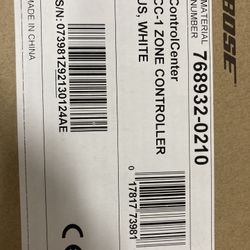 BOSE
MATERIAL
NUMBER
768932-0210
ControlCenter
CC-1 ZONE CONTROLLER
US, WHITE
0 17817 73981
S/N: 073981Z92130124AE
MADE IN CHINA
CE